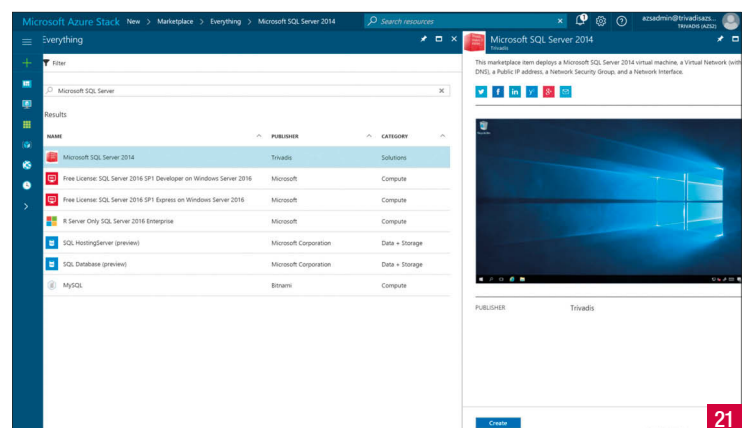 Microsoft Azure Stack New > Marketplace > Everything > Microsoft SQL Server 2014
Search resources
1
azsadmin@trivadisazs...
TRIVADIS (AZS2)
Everything
Filter
Microsoft SQL Server
Results
NAME PUBLISHER CATEGORY
Microsoft SQL Server 2014 Trivadis Solutions
Free License: SQL Server 2016 SP1 Developer on Windows Server 2016 Microsoft Compute
Free License: SQL Server 2016 SP1 Express on Windows Server 2016 Microsoft Compute
R Server Only SQL Server 2016 Enterprise Microsoft Compute
SQL HostingServer (preview) Microsoft Corporation Data + Storage
SQL Database (preview) Microsoft Corporation Data + Storage
MySQL Bitnami Compute
Microsoft SQL Server 2014
Trivadis
This marketplace item deploys a Microsoft SQL Server 2014 virtual machine, a Virtual Network (with
DNS), a Public IP address, a Network Security Group, and a Network Interface.
PUBLISHER Trivadis
Create
21